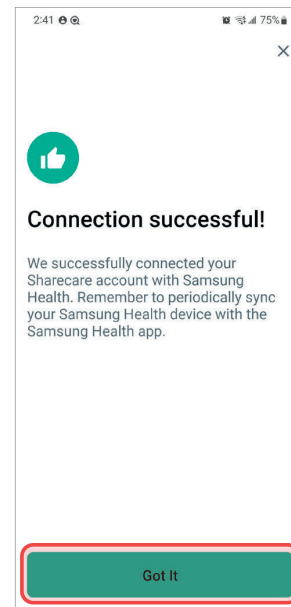 2:41 75%
Connection successful!
We successfully connected your
Sharecare account with Samsung
Health. Remember to periodically sync
your Samsung Health device with the
Samsung Health app.
Got It